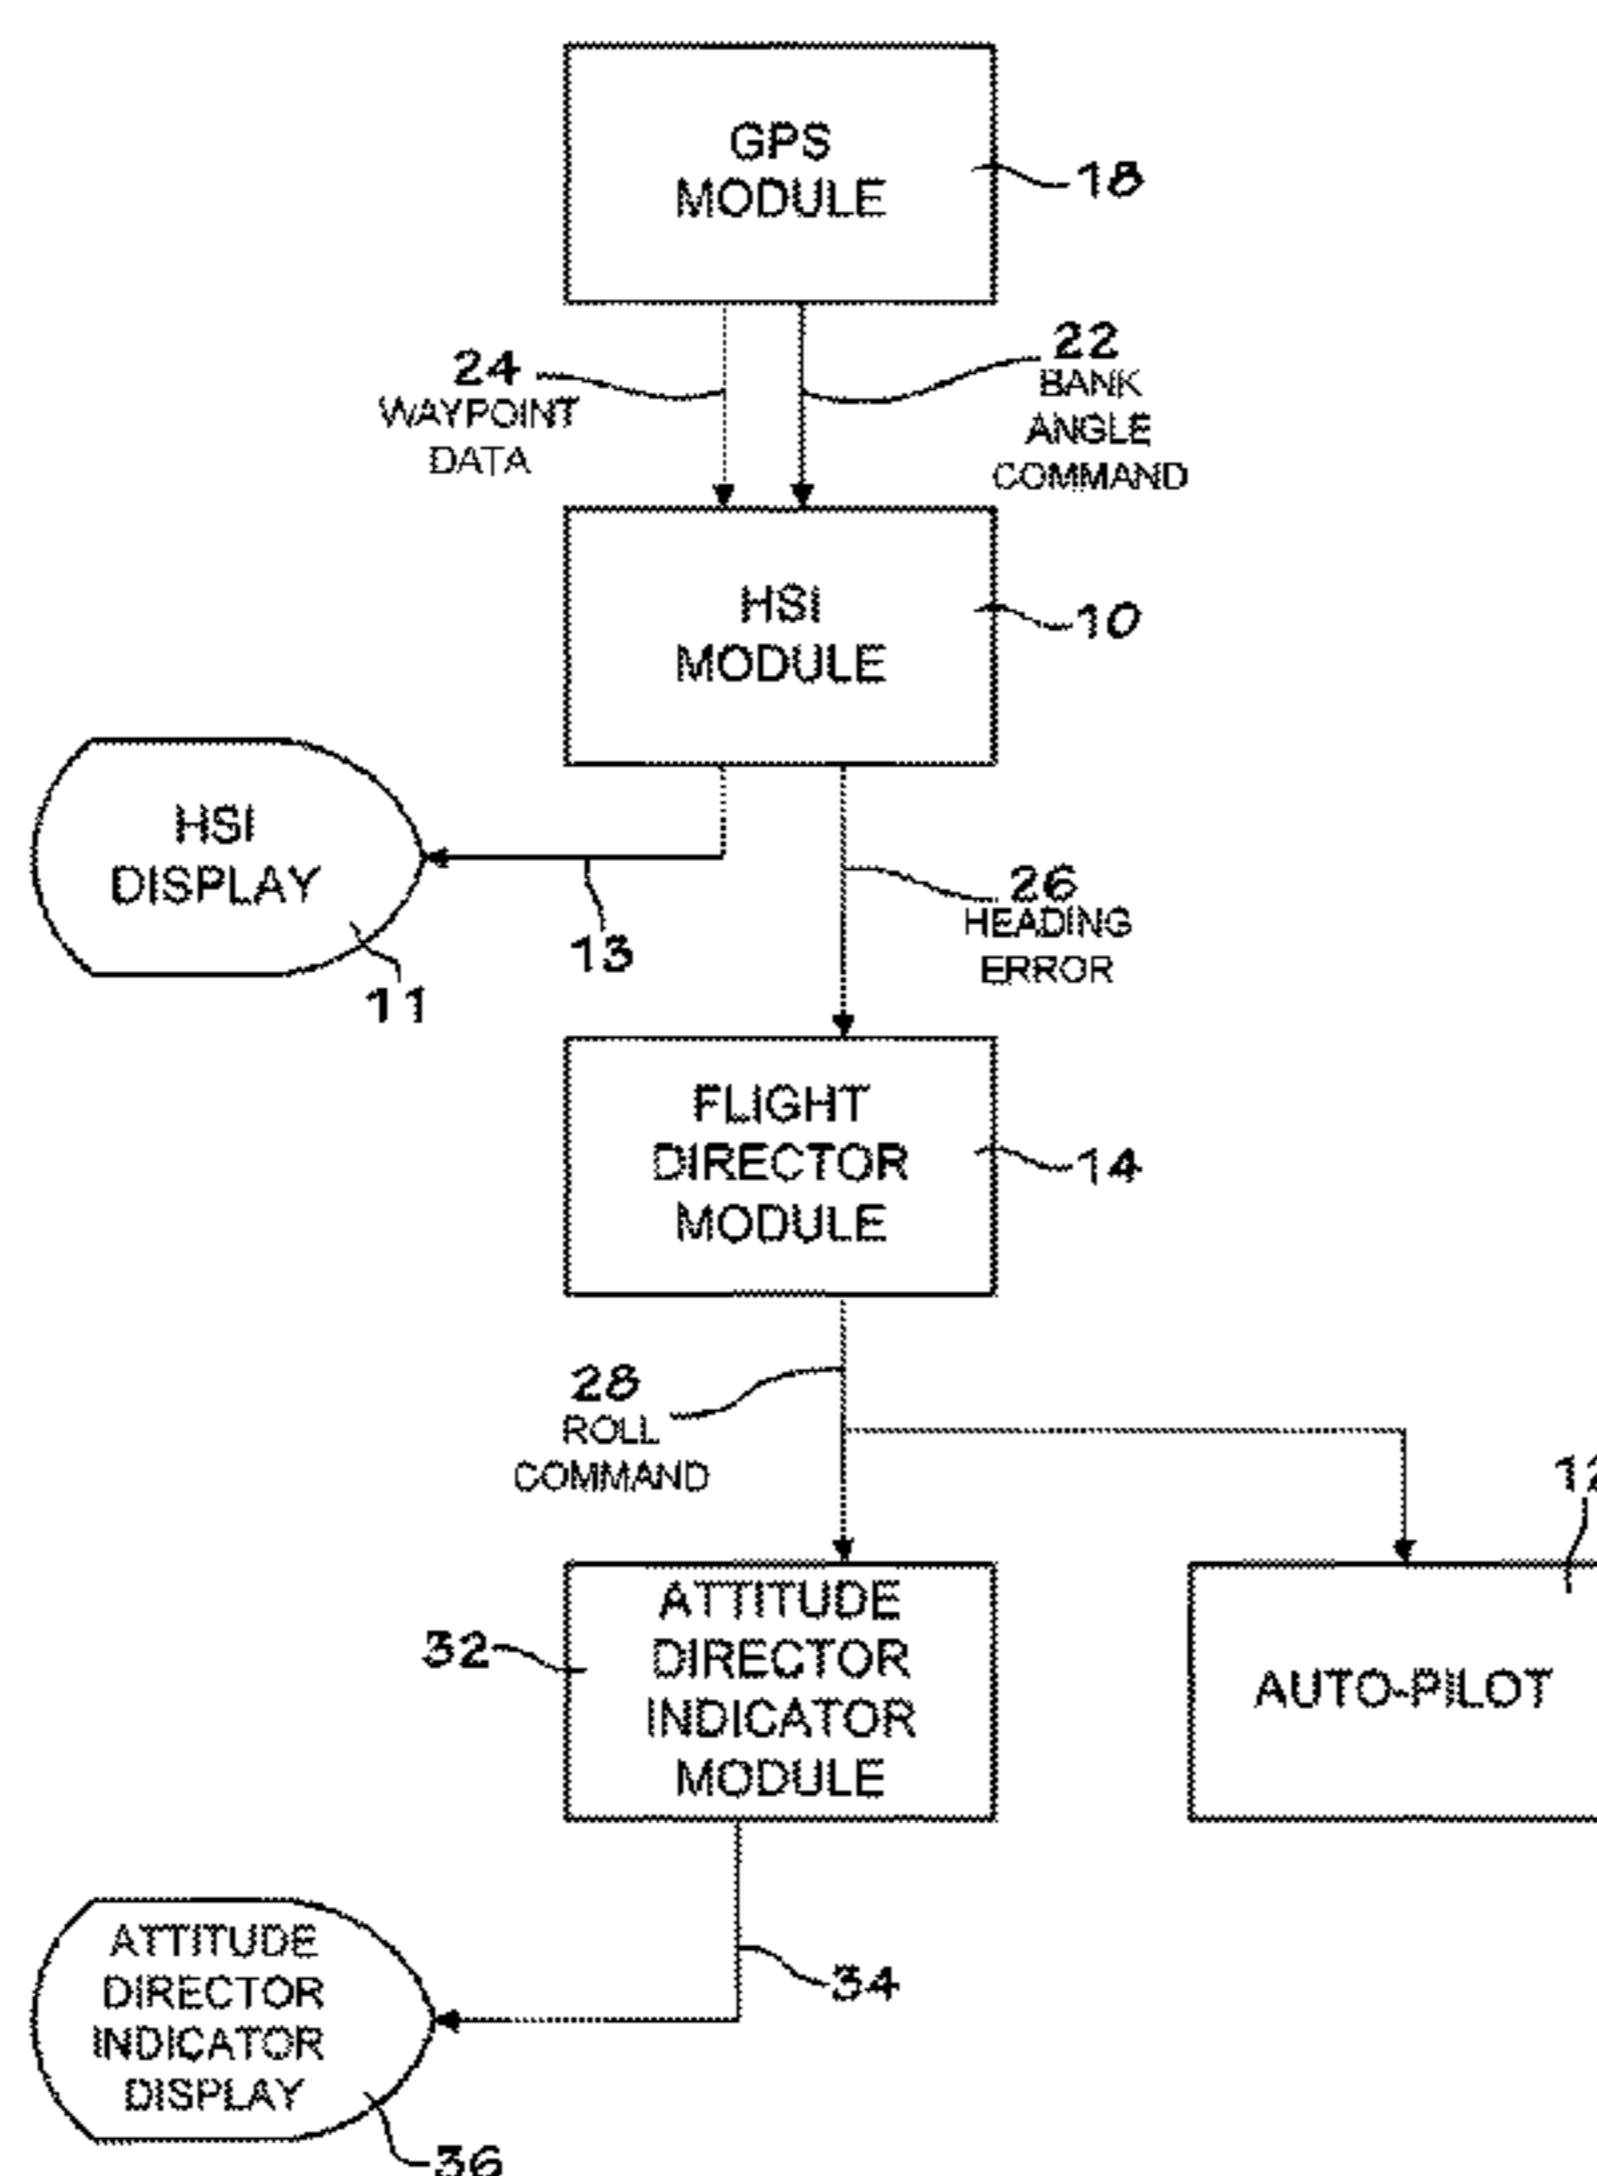 GPS
MODULE
18
24
WAYPOINT
DATA
22
BANK
ANGLE
COMMAND
HSI
MODULE
10
HSI
DISPLAY
11
13
26
HEADING
ERROR
FLIGHT
DIRECTOR
MODULE
14
28
ROLL
COMMAND
12
32
ATTITUDE
DIRECTOR
INDICATOR
MODULE
AUTO-PILOT
34
ATTITUDE
DIRECTOR
INDICATOR
DISPLAY
36